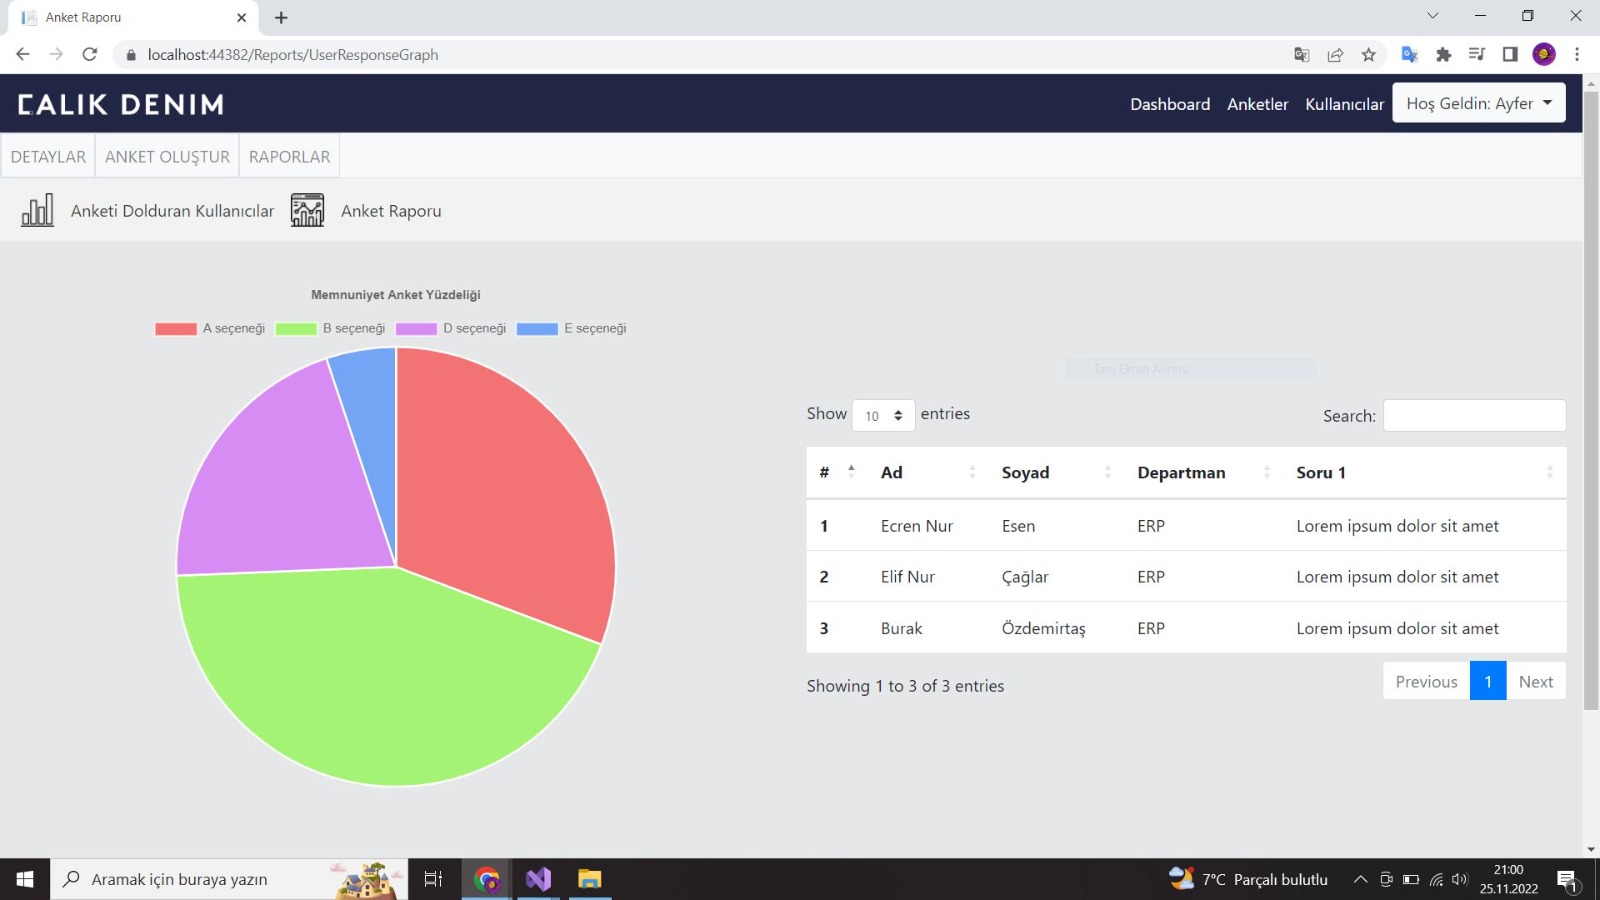 Anket Raporu
localhost:44382/Reports/UserResponseGraph
ÇALIK DENIM
Dashboard Anketler Kullanıcılar Hoş Geldin: Ayfer
DETAYLAR ANKET OLUŞTUR RAPORLAR
Anketi Dolduran Kullanıcılar Anket Raporu
Memnuniyet Anket Yüzdeliği
A seçeneği B seçeneği D seçeneği E seçeneği
Tam Ekran Alıntısı
Show 10 entries Search:
# Ad Soyad Departman Soru 1
1 Ecren Nur Esen ERP Lorem ipsum dolor sit amet
2 Elif Nur Çağlar ERP Lorem ipsum dolor sit amet
3 Burak Özdemirtaş ERP Lorem ipsum dolor sit amet
Showing 1 to 3 of 3 entries Previous 1 Next
Aramak için buraya yazın 7°C Parçalı bulutlu 21:00
25.11.2022 1